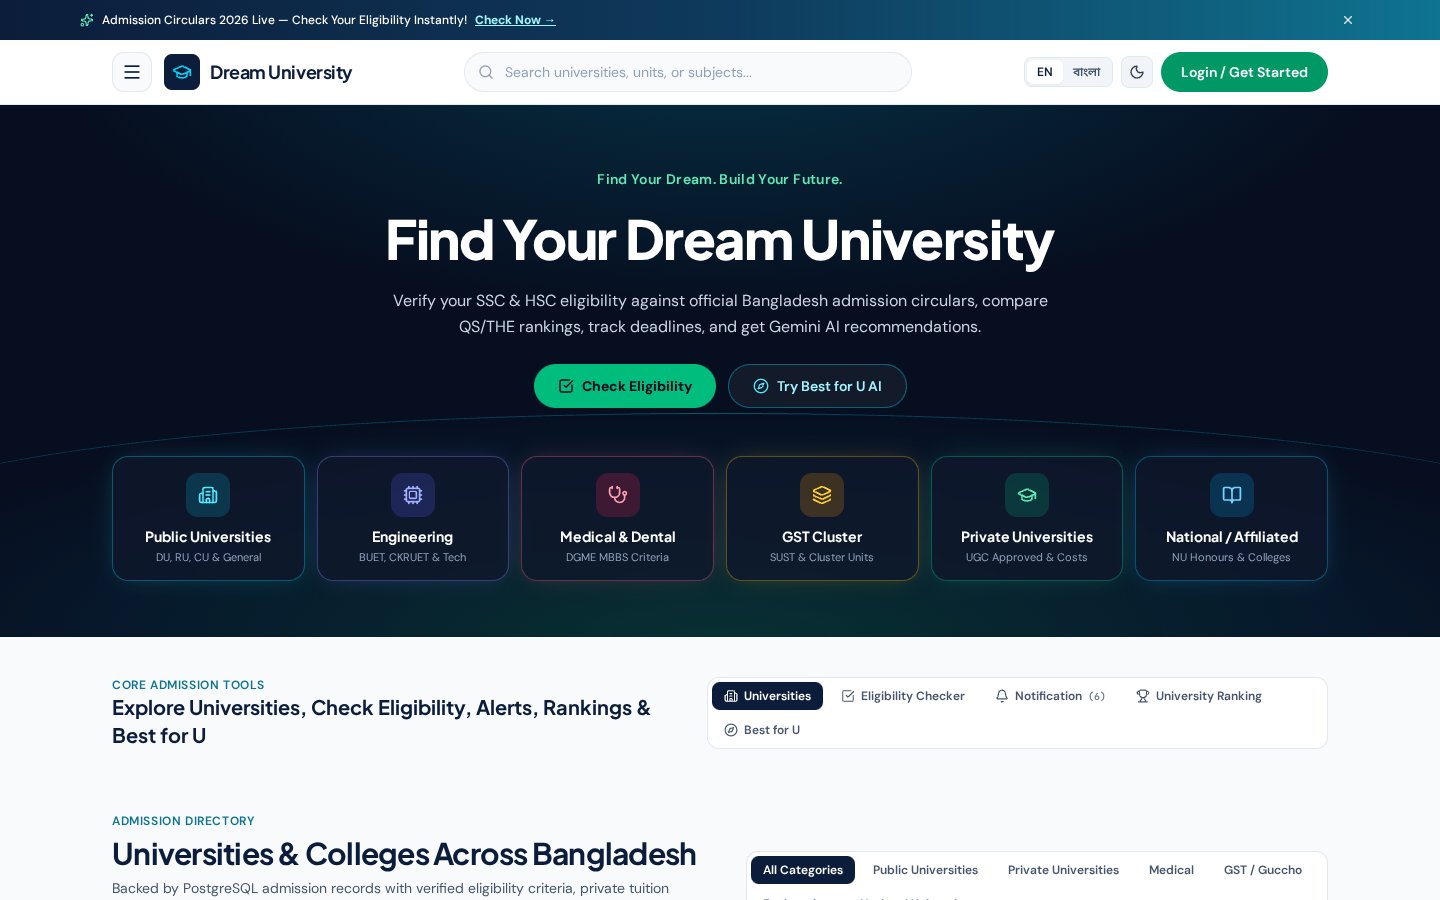 Admission Circulars 2026 Live — Check Your Eligibility Instantly! Check Now →
Dream University
Search universities, units, or subjects...
EN বাংলা
Login / Get Started
Find Your Dream. Build Your Future.
Find Your Dream University
Verify your SSC & HSC eligibility against official Bangladesh admission circulars, compare
QS/THE rankings, track deadlines, and get Gemini AI recommendations.
Check Eligibility
Try Best for U AI
Public Universities
DU, RU, CU & General
Engineering
BUET, CKRUET & Tech
Medical & Dental
DGME MBBS Criteria
GST Cluster
SUST & Cluster Units
Private Universities
UGC Approved & Costs
National / Affiliated
NU Honours & Colleges
CORE ADMISSION TOOLS
Explore Universities, Check Eligibility, Alerts, Rankings &
Best for U
Universities
Eligibility Checker
Notification (6)
University Ranking
Best for U
ADMISSION DIRECTORY
Universities & Colleges Across Bangladesh
Backed by PostgreSQL admission records with verified eligibility criteria, private tuition
All Categories
Public Universities
Private Universities
Medical
GST / Guccho